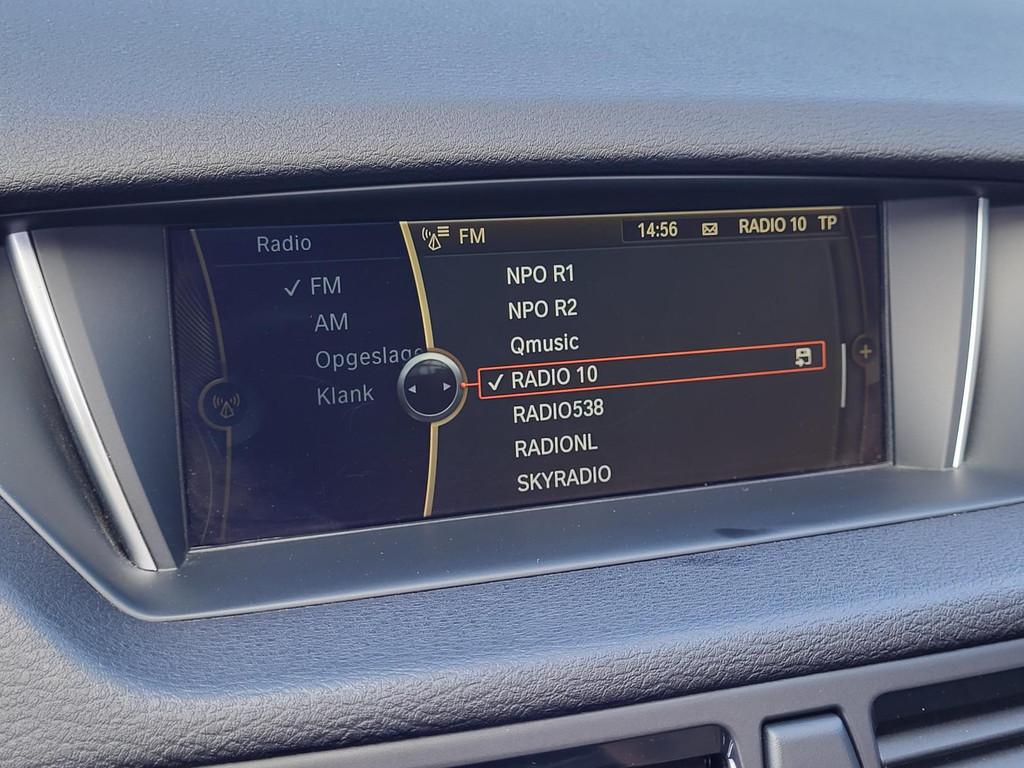 Radio
FM
AM
Opgeslage
Klank
FM 14:56 RADIO 10 TP
NPO R1
NPO R2
Qmusic
RADIO 10
RADIO538
RADIONL
SKYRADIO